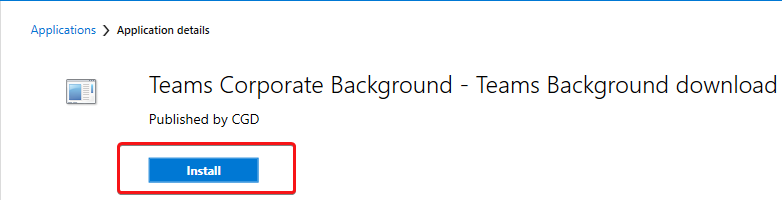 Applications > Application details
Teams Corporate Background - Teams Background download
Published by CGD
Install